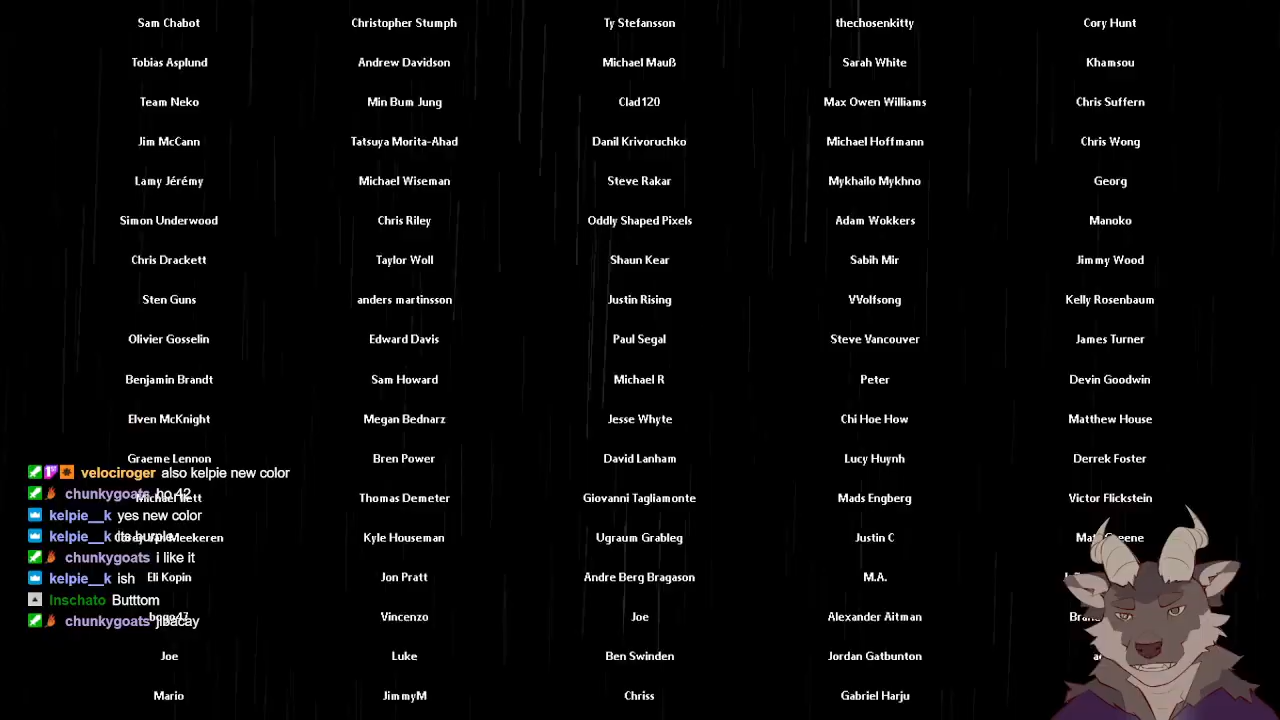 Sam Chabot Christopher Stumph Ty Stefansson thechosenkitty Cory Hunt
Tobias Asplund Andrew Davidson Michael Mauß Sarah White Khamsou
Team Neko Min Bum Jung Clad120 Max Owen Williams Chris Suffern
Jim McCann Tatsuya Morita-Ahad Danil Krivoruchko Michael Hoffmann Chris Wong
Lamy Jérémy Michael Wiseman Steve Rakar Mykhailo Mykhno Georg
Simon Underwood Chris Riley Oddly Shaped Pixels Adam Wokkers Manoko
Chris Drackett Taylor Woll Shaun Kear Sabih Mir Jimmy Wood
Sten Guns anders martinsson Justin Rising VVolfsong Kelly Rosenbaum
Olivier Gosselin Edward Davis Paul Segal Steve Vancouver James Turner
Benjamin Brandt Sam Howard Michael R Peter Devin Goodwin
Elven McKnight Megan Bednarz Jesse Whyte Chi Hoe How Matthew House
Graeme Lennon Bren Power David Lanham Lucy Huynh Derrek Foster
velociroger also kelpie new color
chunkygoats ho 42
Thomas Demeter Giovanni Tagliamonte Mads Engberg Victor Flickstein
kelpie__k yes new color
kelpie__k its burple
Meekeren Kyle Houseman Ugraum Grableg Justin C
chunkygoats i like it
kelpie__k ish
Eli Kopin Jon Pratt Andre Berg Bragason M.A.
Inschato Butttom
chunkygoats
Vincenzo Joe Alexander Aitman
Joe Luke Ben Swinden Jordan Gatbunton
Mario JimmyM Chriss Gabriel Harju